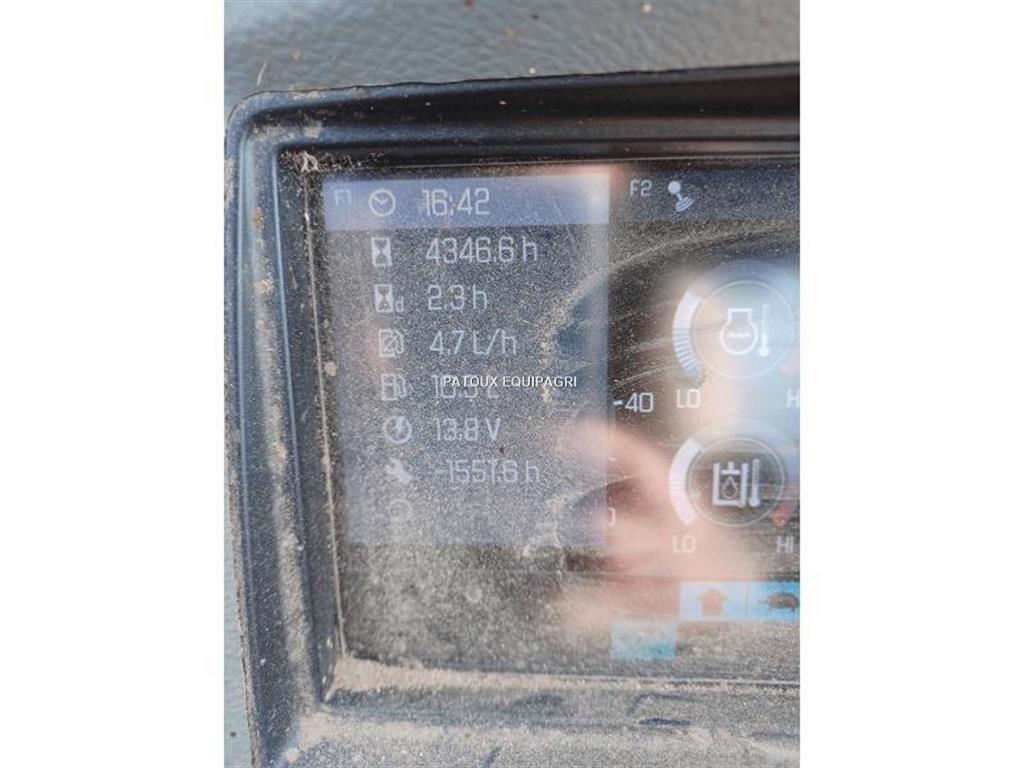 F1 16:42
F2
4346.6 h
d 2.3 h
4.7 L/h
PATOUX EQUIPAGRI
-40 LO
13.8 V
-1551.6 h
LO HI